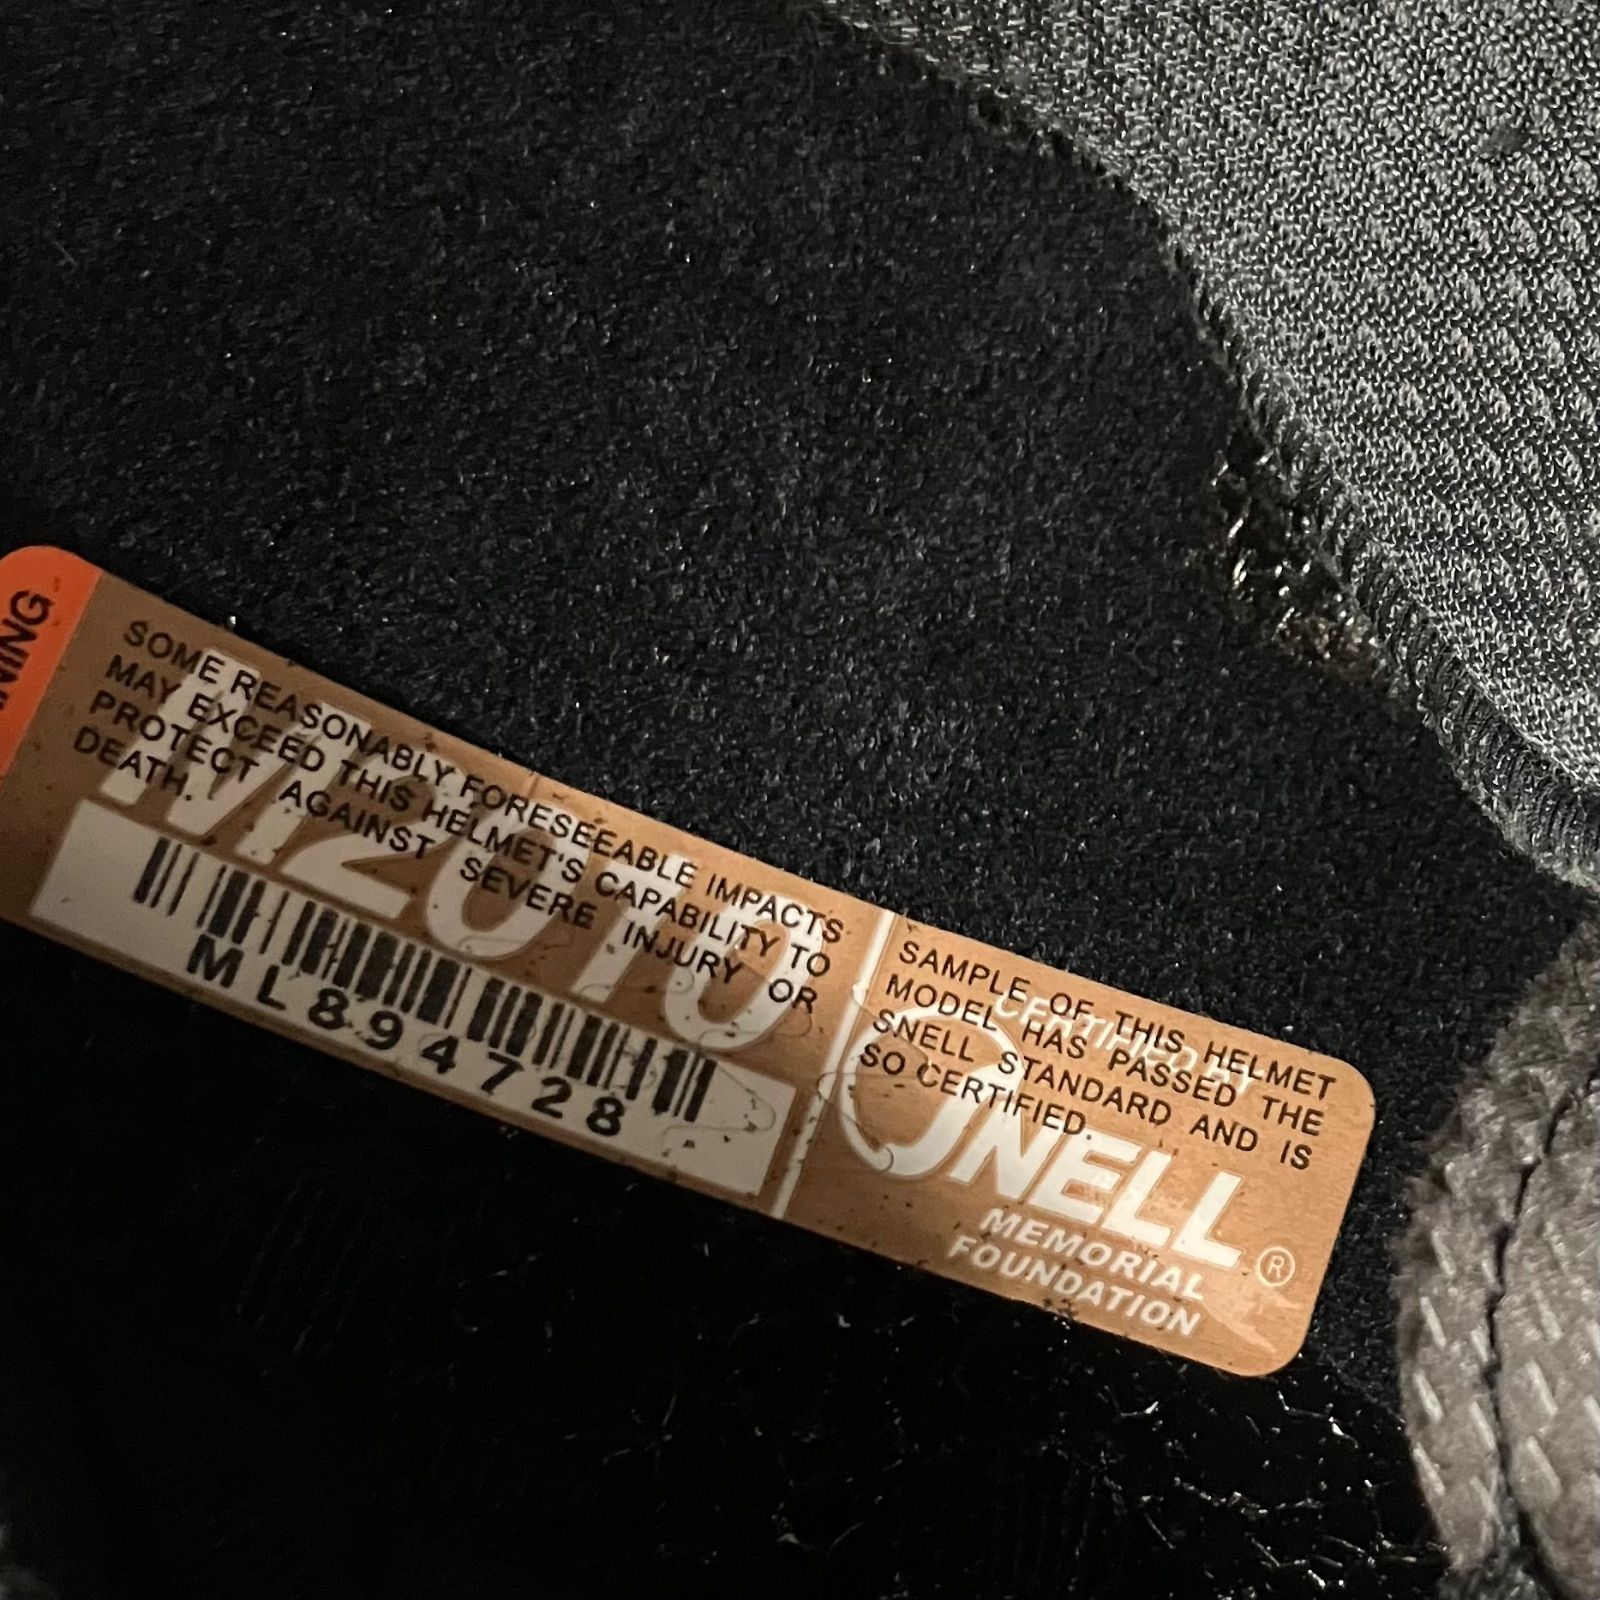 SOME REASONABLY FORESEEABLE IMPACTS
MAY EXCEED THIS HELMET'S CAPABILITY TO
PROTECT AGAINST SEVERE INJURY OR
DEATH.
M2010
ML894728
SAMPLE OF THIS HELMET
MODEL HAS PASSED THE
SNELL STANDARD AND IS
SO CERTIFIED.
CERTIFIED BY
SNELL ®
MEMORIAL
FOUNDATION